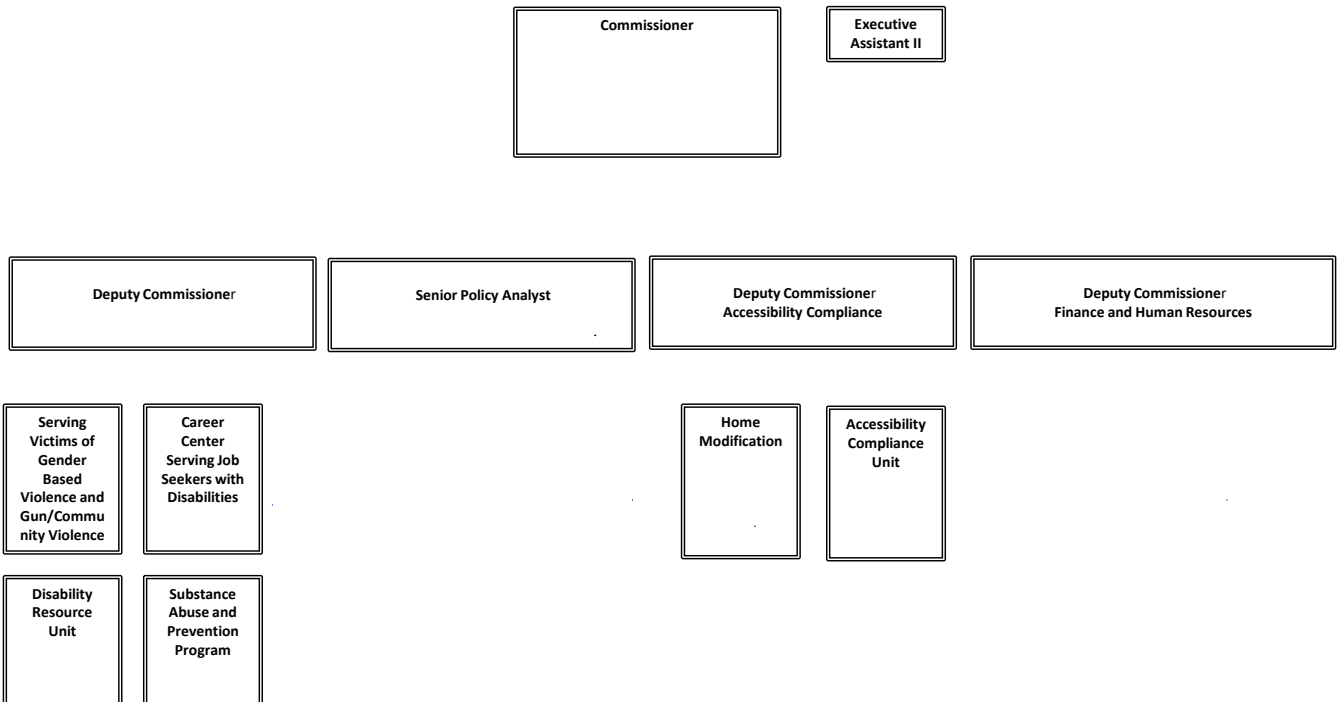 Commissioner
Executive
Assistant II
Deputy Commissioner
Senior Policy Analyst
Deputy Commissioner
Accessibility Compliance
Deputy Commissioner
Finance and Human Resources
Serving
Victims of
Gender
Based
Violence and
Gun/Commu
nity Violence
Career
Center
Serving Job
Seekers with
Disabilities
Home
Modification
Accessibility
Compliance
Unit
Disability
Resource
Unit
Substance
Abuse and
Prevention
Program